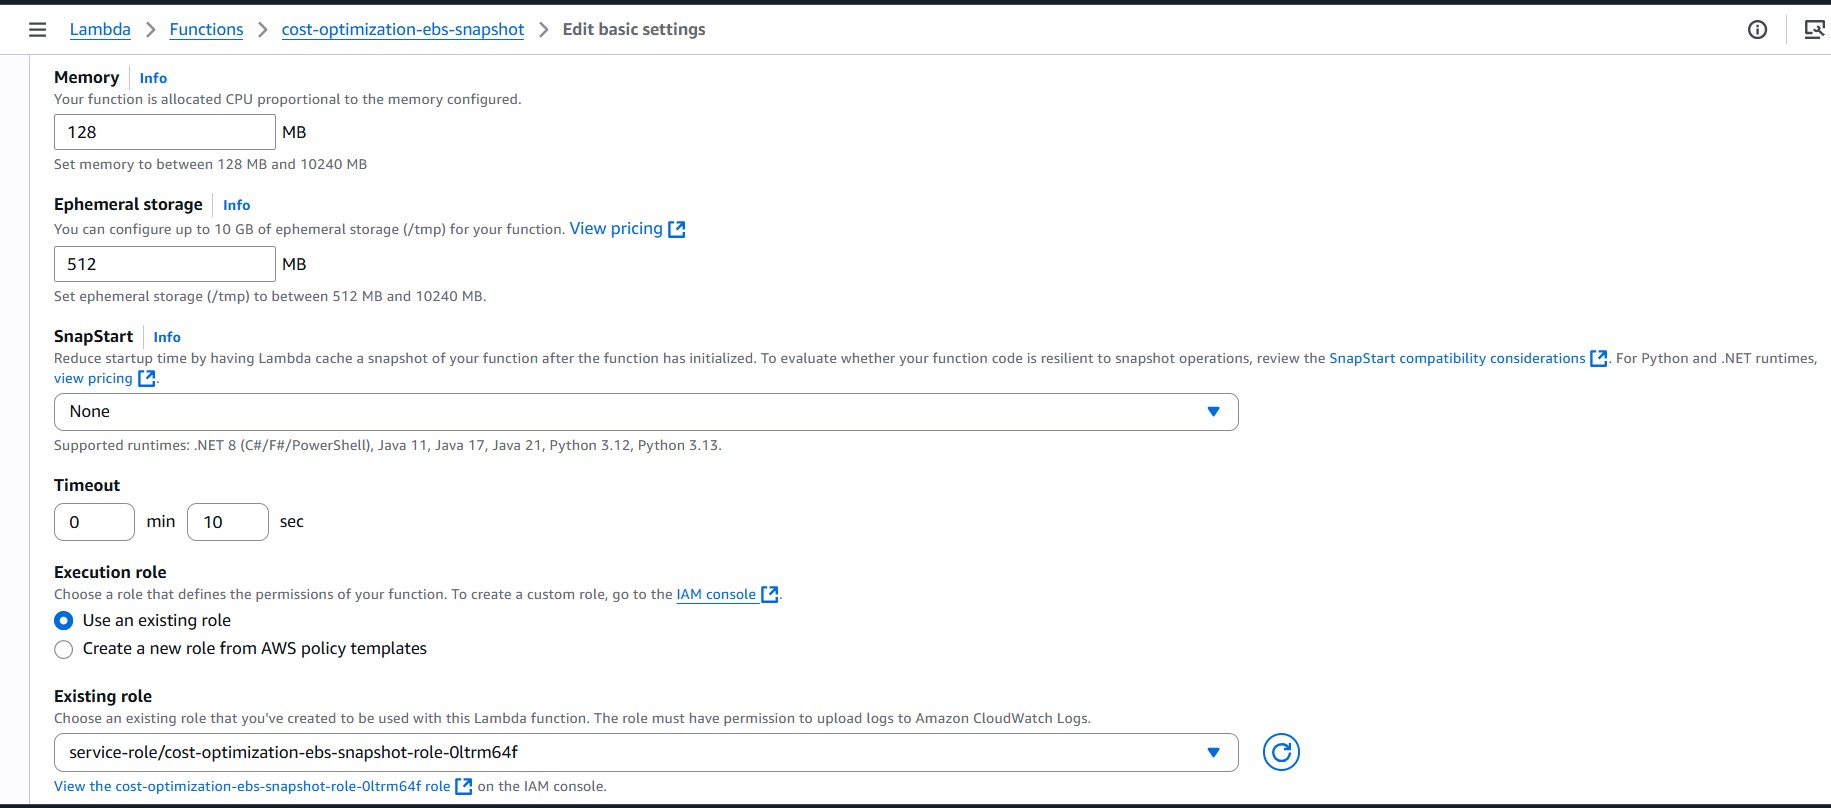 Lambda > Functions > cost-optimization-ebs-snapshot > Edit basic settings
Memory Info
Your function is allocated CPU proportional to the memory configured.
128 MB
Set memory to between 128 MB and 10240 MB
Ephemeral storage Info
You can configure up to 10 GB of ephemeral storage (/tmp) for your function. View pricing
512 MB
Set ephemeral storage (/tmp) to between 512 MB and 10240 MB.
SnapStart Info
Reduce startup time by having Lambda cache a snapshot of your function after the function has initialized. To evaluate whether your function code is resilient to snapshot operations, review the SnapStart compatibility considerations. For Python and .NET runtimes,
view pricing.
None
Supported runtimes: .NET 8 (C#/F#/PowerShell), Java 11, Java 17, Java 21, Python 3.12, Python 3.13.
Timeout
0 min 10 sec
Execution role
Choose a role that defines the permissions of your function. To create a custom role, go to the IAM console.
Use an existing role
Create a new role from AWS policy templates
Existing role
Choose an existing role that you've created to be used with this Lambda function. The role must have permission to upload logs to Amazon CloudWatch Logs.
service-role/cost-optimization-ebs-snapshot-role-0ltrm64f
View the cost-optimization-ebs-snapshot-role-0ltrm64f role on the IAM console.